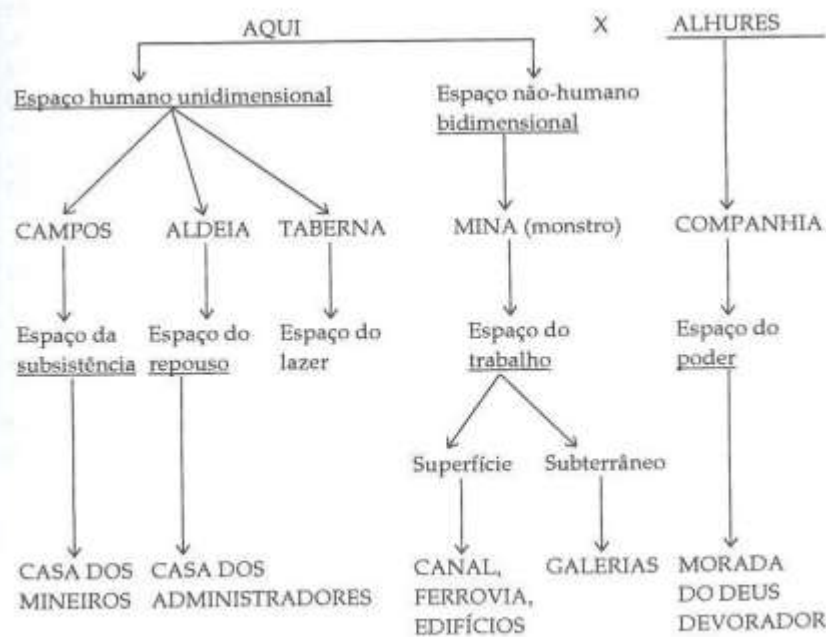 AQUI X ALHURES
Espaço humano unidimensional
Espaço não-humano
bidimensional
CAMPOS ALDEIA TABERNA MINA (monstro) COMPANHIA
Espaço da
subsistência
Espaço do
repouso
Espaço do
lazer
Espaço do
trabalho
Espaço do
poder
Superfície Subterrâneo
CASA DOS
MINEIROS
CASA DOS
ADMINISTRADORES
CANAL,
FERROVIA,
EDIFÍCIOS
GALERIAS
MORADA
DO DEUS
DEVORADOR